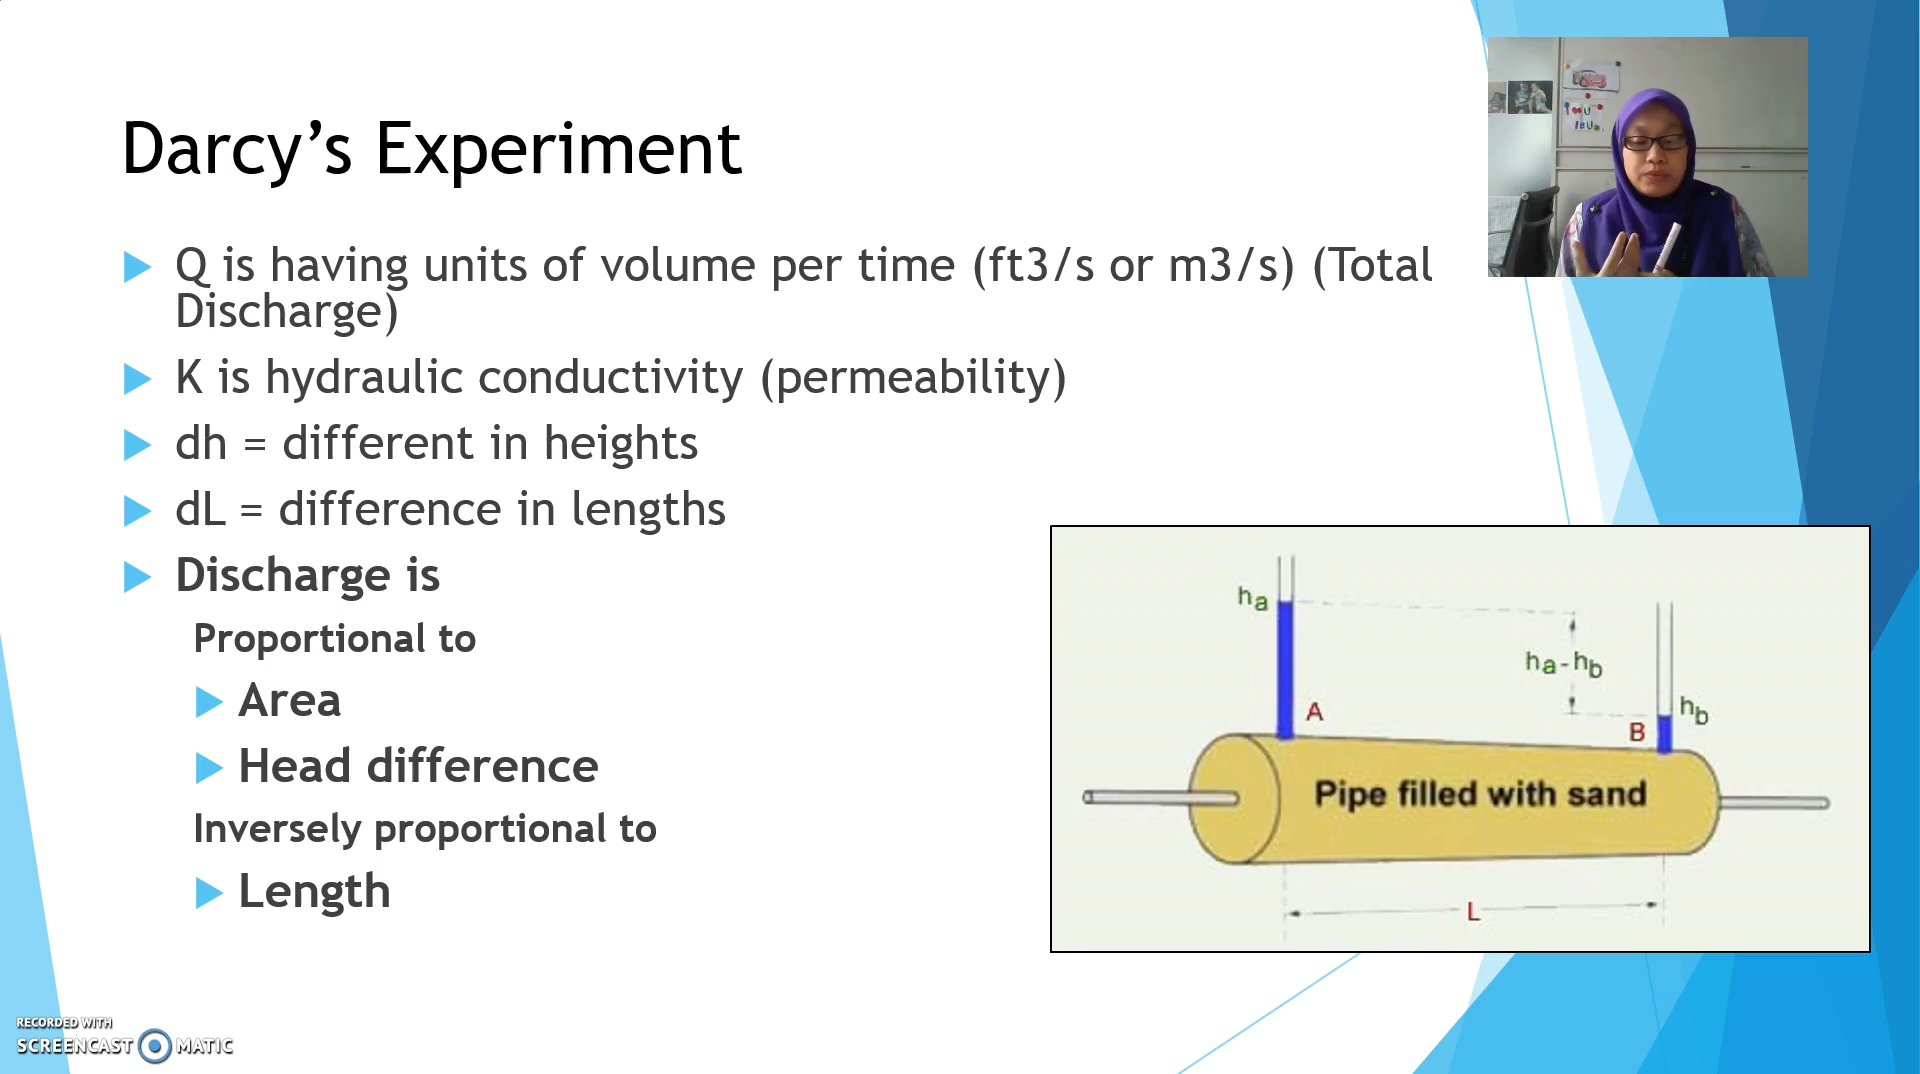 Darcy’s Experiment
Q is having units of volume per time (ft3/s or m3/s) (Total
Discharge)
K is hydraulic conductivity (permeability)
dh = different in heights
dL = difference in lengths
Discharge is
Proportional to
Area
Head difference
Inversely proportional to
Length
ha
ha-hb
hb
A
B
Pipe filled with sand
L
RECORDED WITH
SCREENCAST MATIC